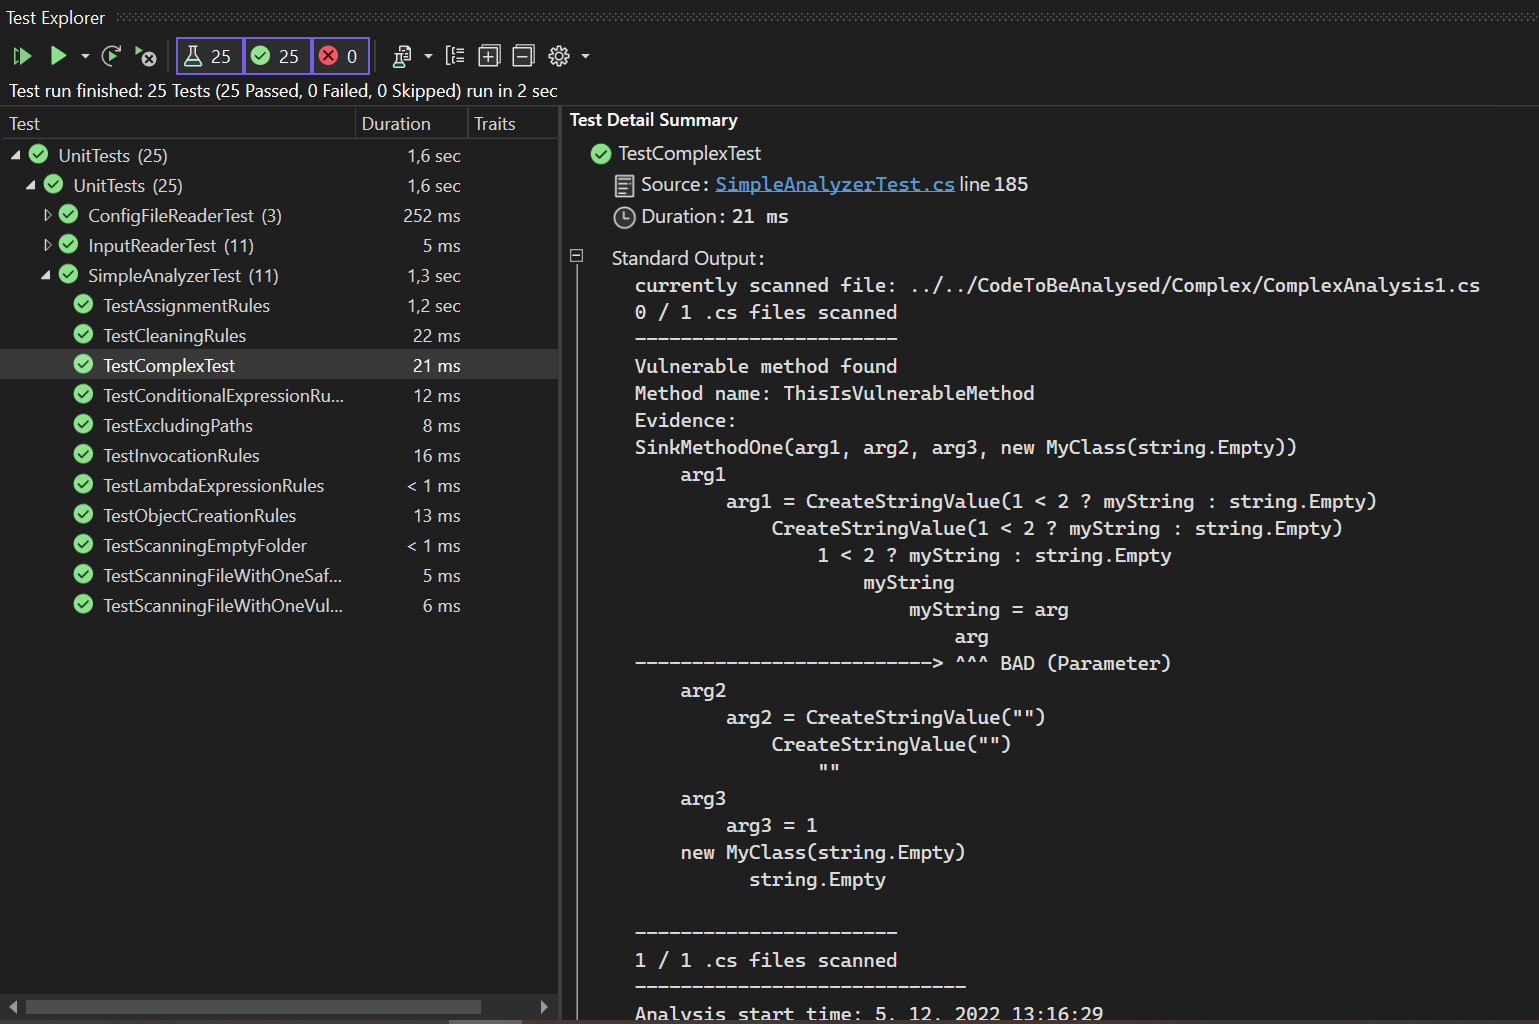 Test Explorer
25 25 0
Test run finished: 25 Tests (25 Passed, 0 Failed, 0 Skipped) run in 2 sec
Test Duration Traits
UnitTests (25) 1,6 sec
UnitTests (25) 1,6 sec
ConfigFileReaderTest (3) 252 ms
InputReaderTest (11) 5 ms
SimpleAnalyzerTest (11) 1,3 sec
TestAssignmentRules 1,2 sec
TestCleaningRules 22 ms
TestComplexTest 21 ms
TestConditionalExpressionRu... 12 ms
TestExcludingPaths 8 ms
TestInvocationRules 16 ms
TestLambdaExpressionRules < 1 ms
TestObjectCreationRules 13 ms
TestScanningEmptyFolder < 1 ms
TestScanningFileWithOneSaf... 5 ms
TestScanningFileWithOneVul... 6 ms
Test Detail Summary
TestComplexTest
Source: SimpleAnalyzerTest.cs line 185
Duration: 21 ms
Standard Output:
currently scanned file: ../../CodeToBeAnalysed/Complex/ComplexAnalysis1.cs
0 / 1 .cs files scanned
-----------------------
Vulnerable method found
Method name: ThisIsVulnerableMethod
Evidence:
SinkMethodOne(arg1, arg2, arg3, new MyClass(string.Empty))
arg1
arg1 = CreateStringValue(1 < 2 ? myString : string.Empty)
CreateStringValue(1 < 2 ? myString : string.Empty)
1 < 2 ? myString : string.Empty
myString
myString = arg
arg
--------------------------> ^^^ BAD (Parameter)
arg2
arg2 = CreateStringValue("")
CreateStringValue("")
""
arg3
arg3 = 1
new MyClass(string.Empty)
string.Empty
-----------------------
1 / 1 .cs files scanned
-----------------------------
Analysis start time: 5. 12. 2022 13:16:29